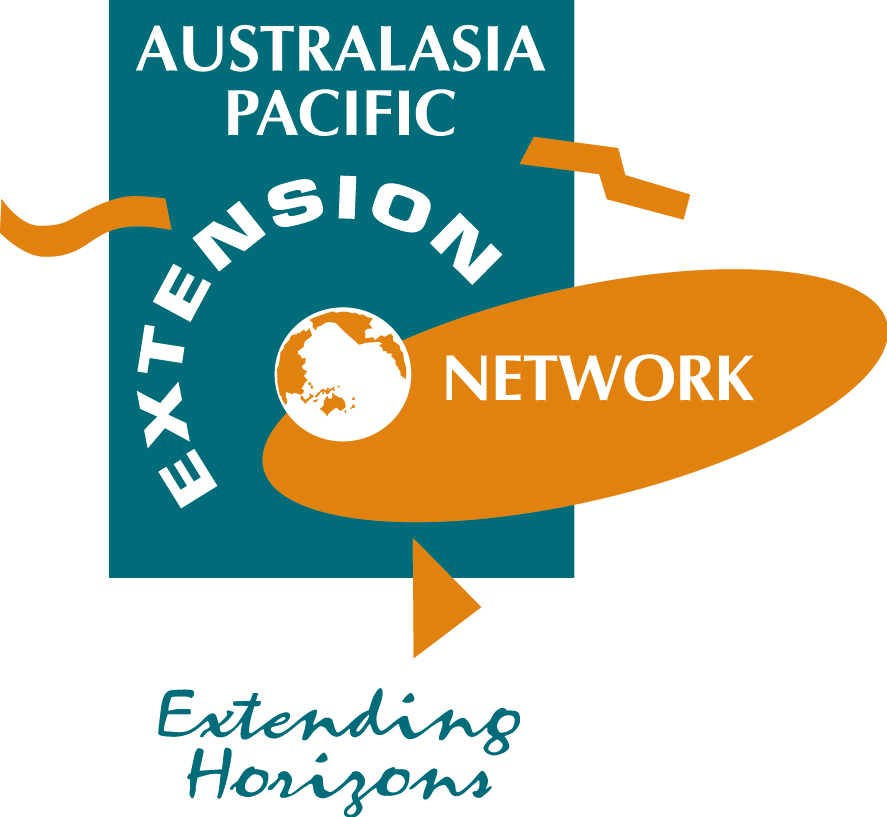 AUSTRALASIA
PACIFIC
EXTENSION
NETWORK
Extending
Horizons